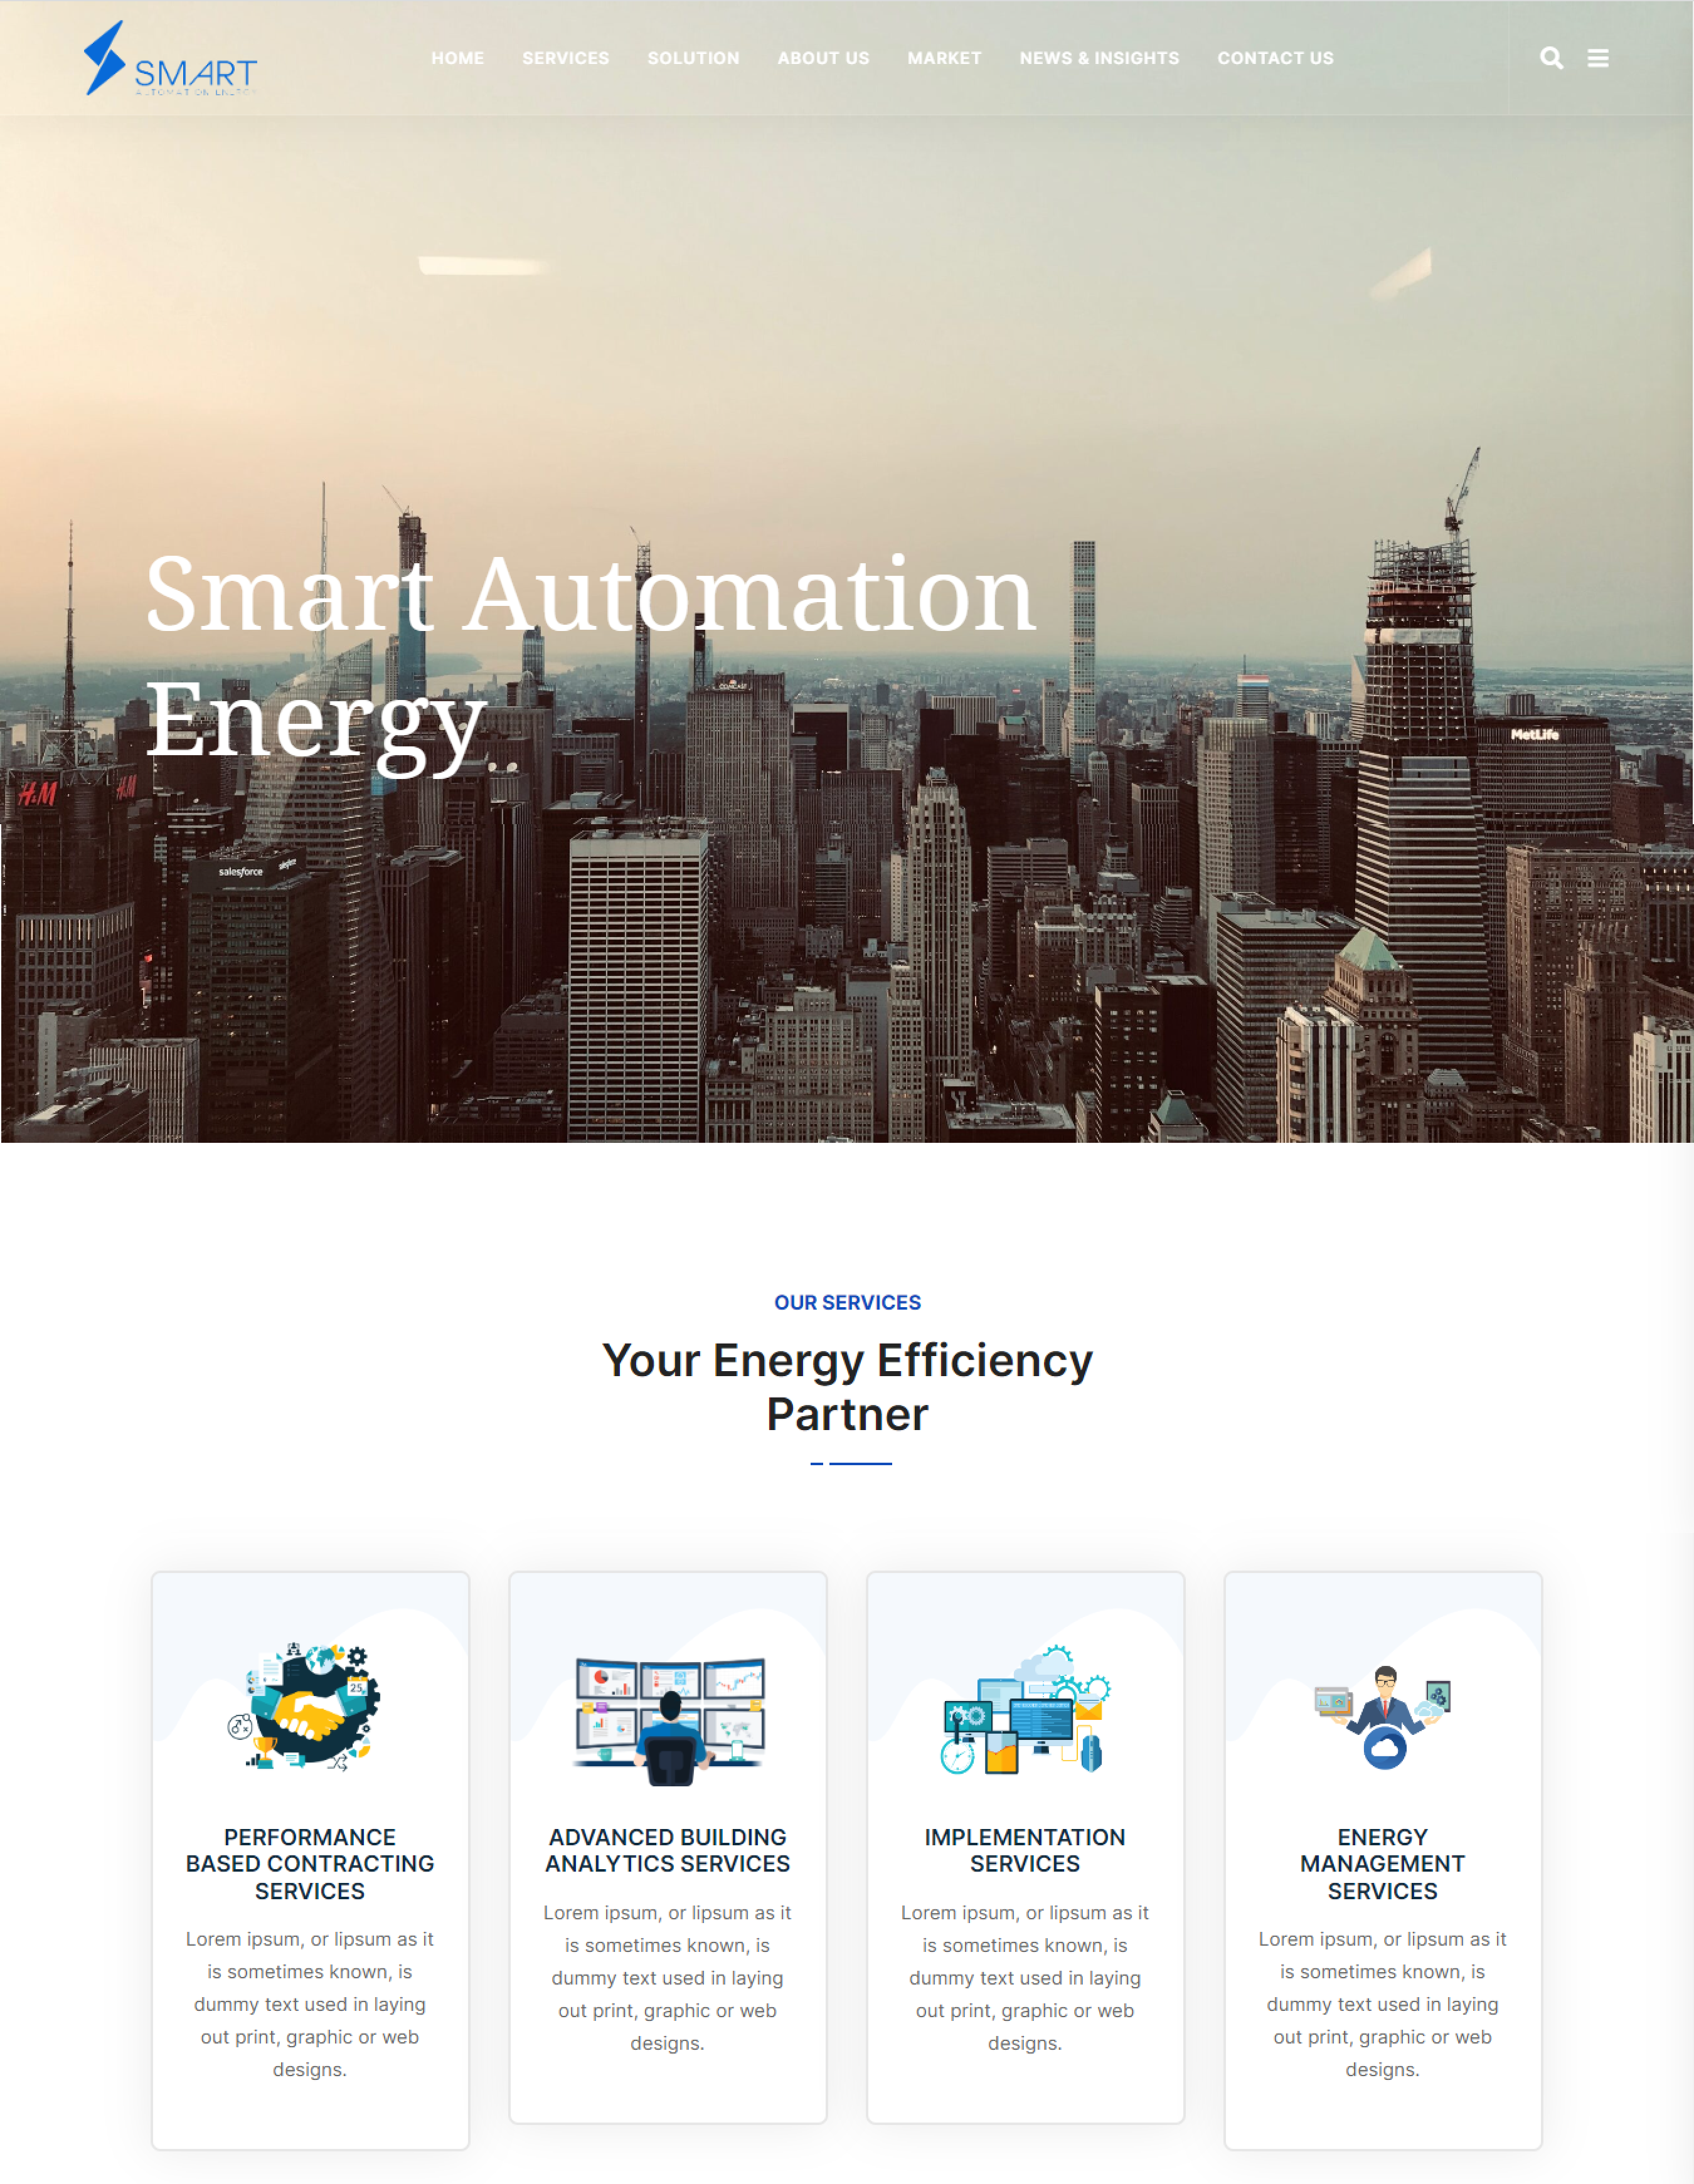 SMART
AUTOMATION ENERGY
HOME SERVICES SOLUTION ABOUT US MARKET NEWS & INSIGHTS CONTACT US
Smart Automation
Energy
COMCAST
MetLife
H&M
H&M
salesforce
salesforce
OUR SERVICES
Your Energy Efficiency
Partner
25
PERFORMANCE
BASED CONTRACTING
SERVICES
Lorem ipsum, or lipsum as it
is sometimes known, is
dummy text used in laying
out print, graphic or web
designs.
ADVANCED BUILDING
ANALYTICS SERVICES
Lorem ipsum, or lipsum as it
is sometimes known, is
dummy text used in laying
out print, graphic or web
designs.
IMPLEMENTATION
SERVICES
Lorem ipsum, or lipsum as it
is sometimes known, is
dummy text used in laying
out print, graphic or web
designs.
ENERGY
MANAGEMENT
SERVICES
Lorem ipsum, or lipsum as it
is sometimes known, is
dummy text used in laying
out print, graphic or web
designs.